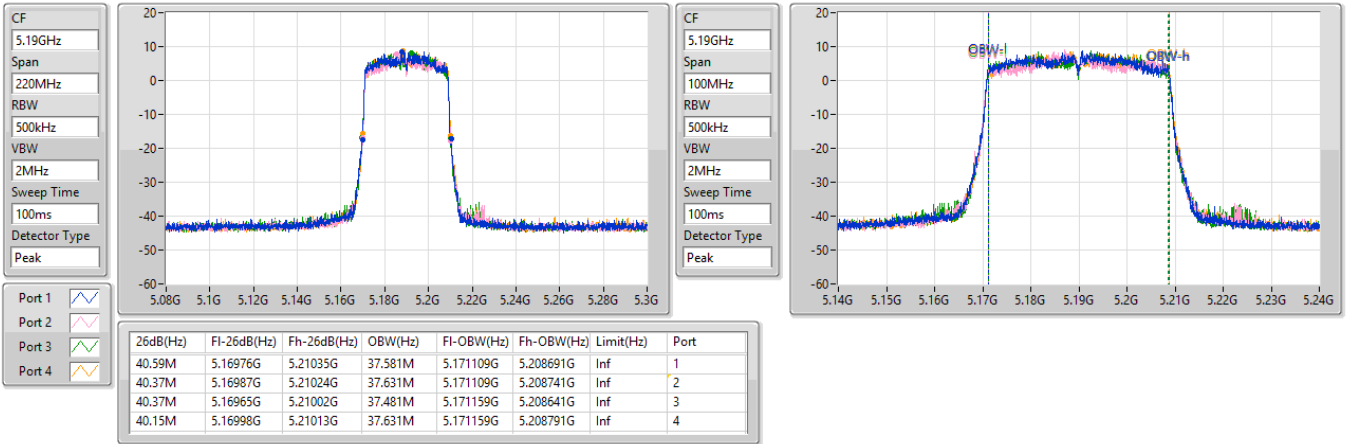 CF
5.19GHz
Span
220MHz
RBW
500kHz
VBW
2MHz
Sweep Time
100ms
Detector Type
Peak
20
10
0
-10
-20
-30
-40
-50
-60
5.08G 5.1G 5.12G 5.14G 5.16G 5.18G 5.2G 5.22G 5.24G 5.26G 5.28G 5.3G
CF
5.19GHz
Span
100MHz
RBW
500kHz
VBW
2MHz
Sweep Time
100ms
Detector Type
Peak
20
10
0
-10
-20
-30
-40
-50
-60
OBW-l
OBW-h
5.14G 5.15G 5.16G 5.17G 5.18G 5.19G 5.2G 5.21G 5.22G 5.23G 5.24G
Port 1
Port 2
Port 3
Port 4
26dB(Hz) Fl-26dB(Hz) Fh-26dB(Hz) OBW(Hz) Fl-OBW(Hz) Fh-OBW(Hz) Limit(Hz) Port
40.59M 5.16976G 5.21035G 37.581M 5.171109G 5.208691G Inf 1
40.37M 5.16987G 5.21024G 37.631M 5.171109G 5.208741G Inf 2
40.37M 5.16965G 5.21002G 37.481M 5.171159G 5.208641G Inf 3
40.15M 5.16998G 5.21013G 37.631M 5.171159G 5.208791G Inf 4